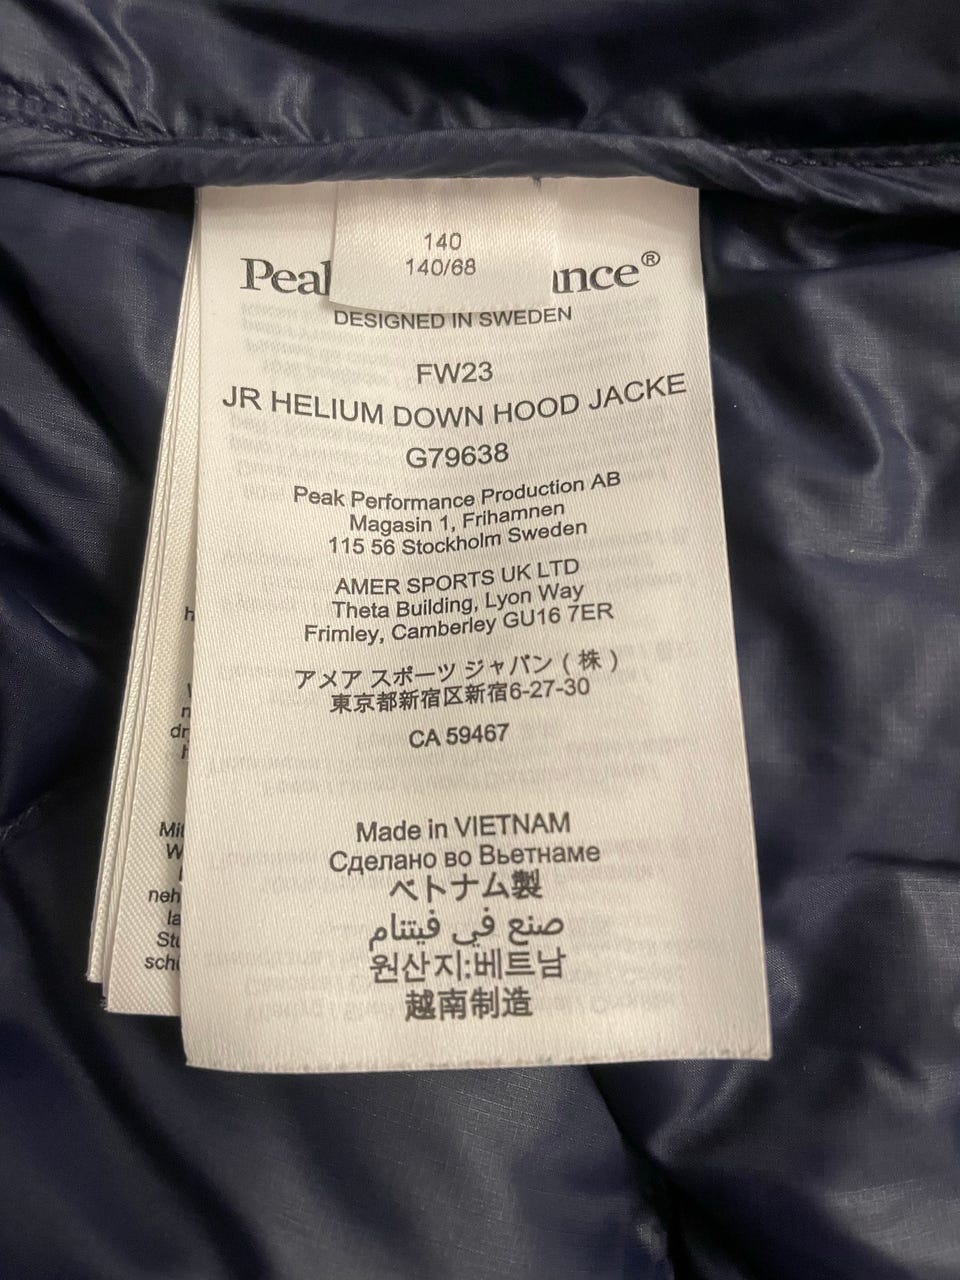 140
140/68
Peak ance®
DESIGNED IN SWEDEN
FW23
JR HELIUM DOWN HOOD JACKE
G79638
Peak Performance Production AB
Magasin 1, Frihamnen
115 56 Stockholm Sweden
AMER SPORTS UK LTD
Theta Building, Lyon Way
Frimley, Camberley GU16 7ER
アメア スポーツ ジャパン ( 株 )
東京都新宿区新宿6-27-30
CA 59467
Made in VIETNAM
Сделано во Вьетнаме
ベトナム製
صنع في فيتنام
원산지:베트남
越南制造